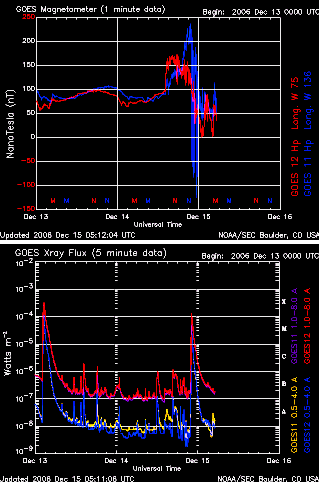 GOES Magnetometer (1 minute data) Begin: 2006 Dec 13 0000 UTC
250
200
150
100
50
0
−50
−100
−150
NanoTesla (nT)
M M N N M M N N M M N N
GOES 12 Hp Long. W 75
GOES 11 Hp Long. W 136
Dec 13 Dec 14 Dec 15 Dec 16
Universal Time
Updated 2006 Dec 15 05:12:04 UTC NOAA/SEC Boulder, CO USA
GOES Xray Flux (5 minute data) Begin: 2006 Dec 13 0000 UTC
10−2
10−3
10−4
10−5
10−6
10−7
10−8
10−9
Watts m−2
X
M
C
B
A
GOES11 0.5−4.0 A GOES11 1.0−8.0 A
GOES12 0.5−4.0 A GOES12 1.0−8.0 A
Dec 13 Dec 14 Dec 15 Dec 16
Universal Time
Updated 2006 Dec 15 05:11:06 UTC NOAA/SEC Boulder, CO USA